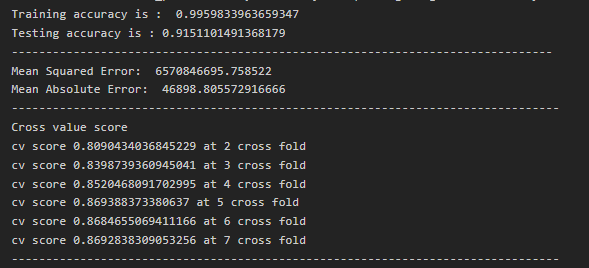 Training accuracy is :  0.9959833963659347
Testing accuracy is : 0.9151101491368179
------------------------------------------------------------------------------
Mean Squared Error:  6570846695.758522
Mean Absolute Error:  46898.805572916666
-------------------------------------------------------------------------------
Cross value score
cv score 0.8090434036845229 at 2 cross fold
cv score 0.8398739360945041 at 3 cross fold
cv score 0.8520468091702995 at 4 cross fold
cv score 0.869388373380637 at 5 cross fold
cv score 0.8684655069411166 at 6 cross fold
cv score 0.8692838309053256 at 7 cross fold
-------------------------------------------------------------------------------